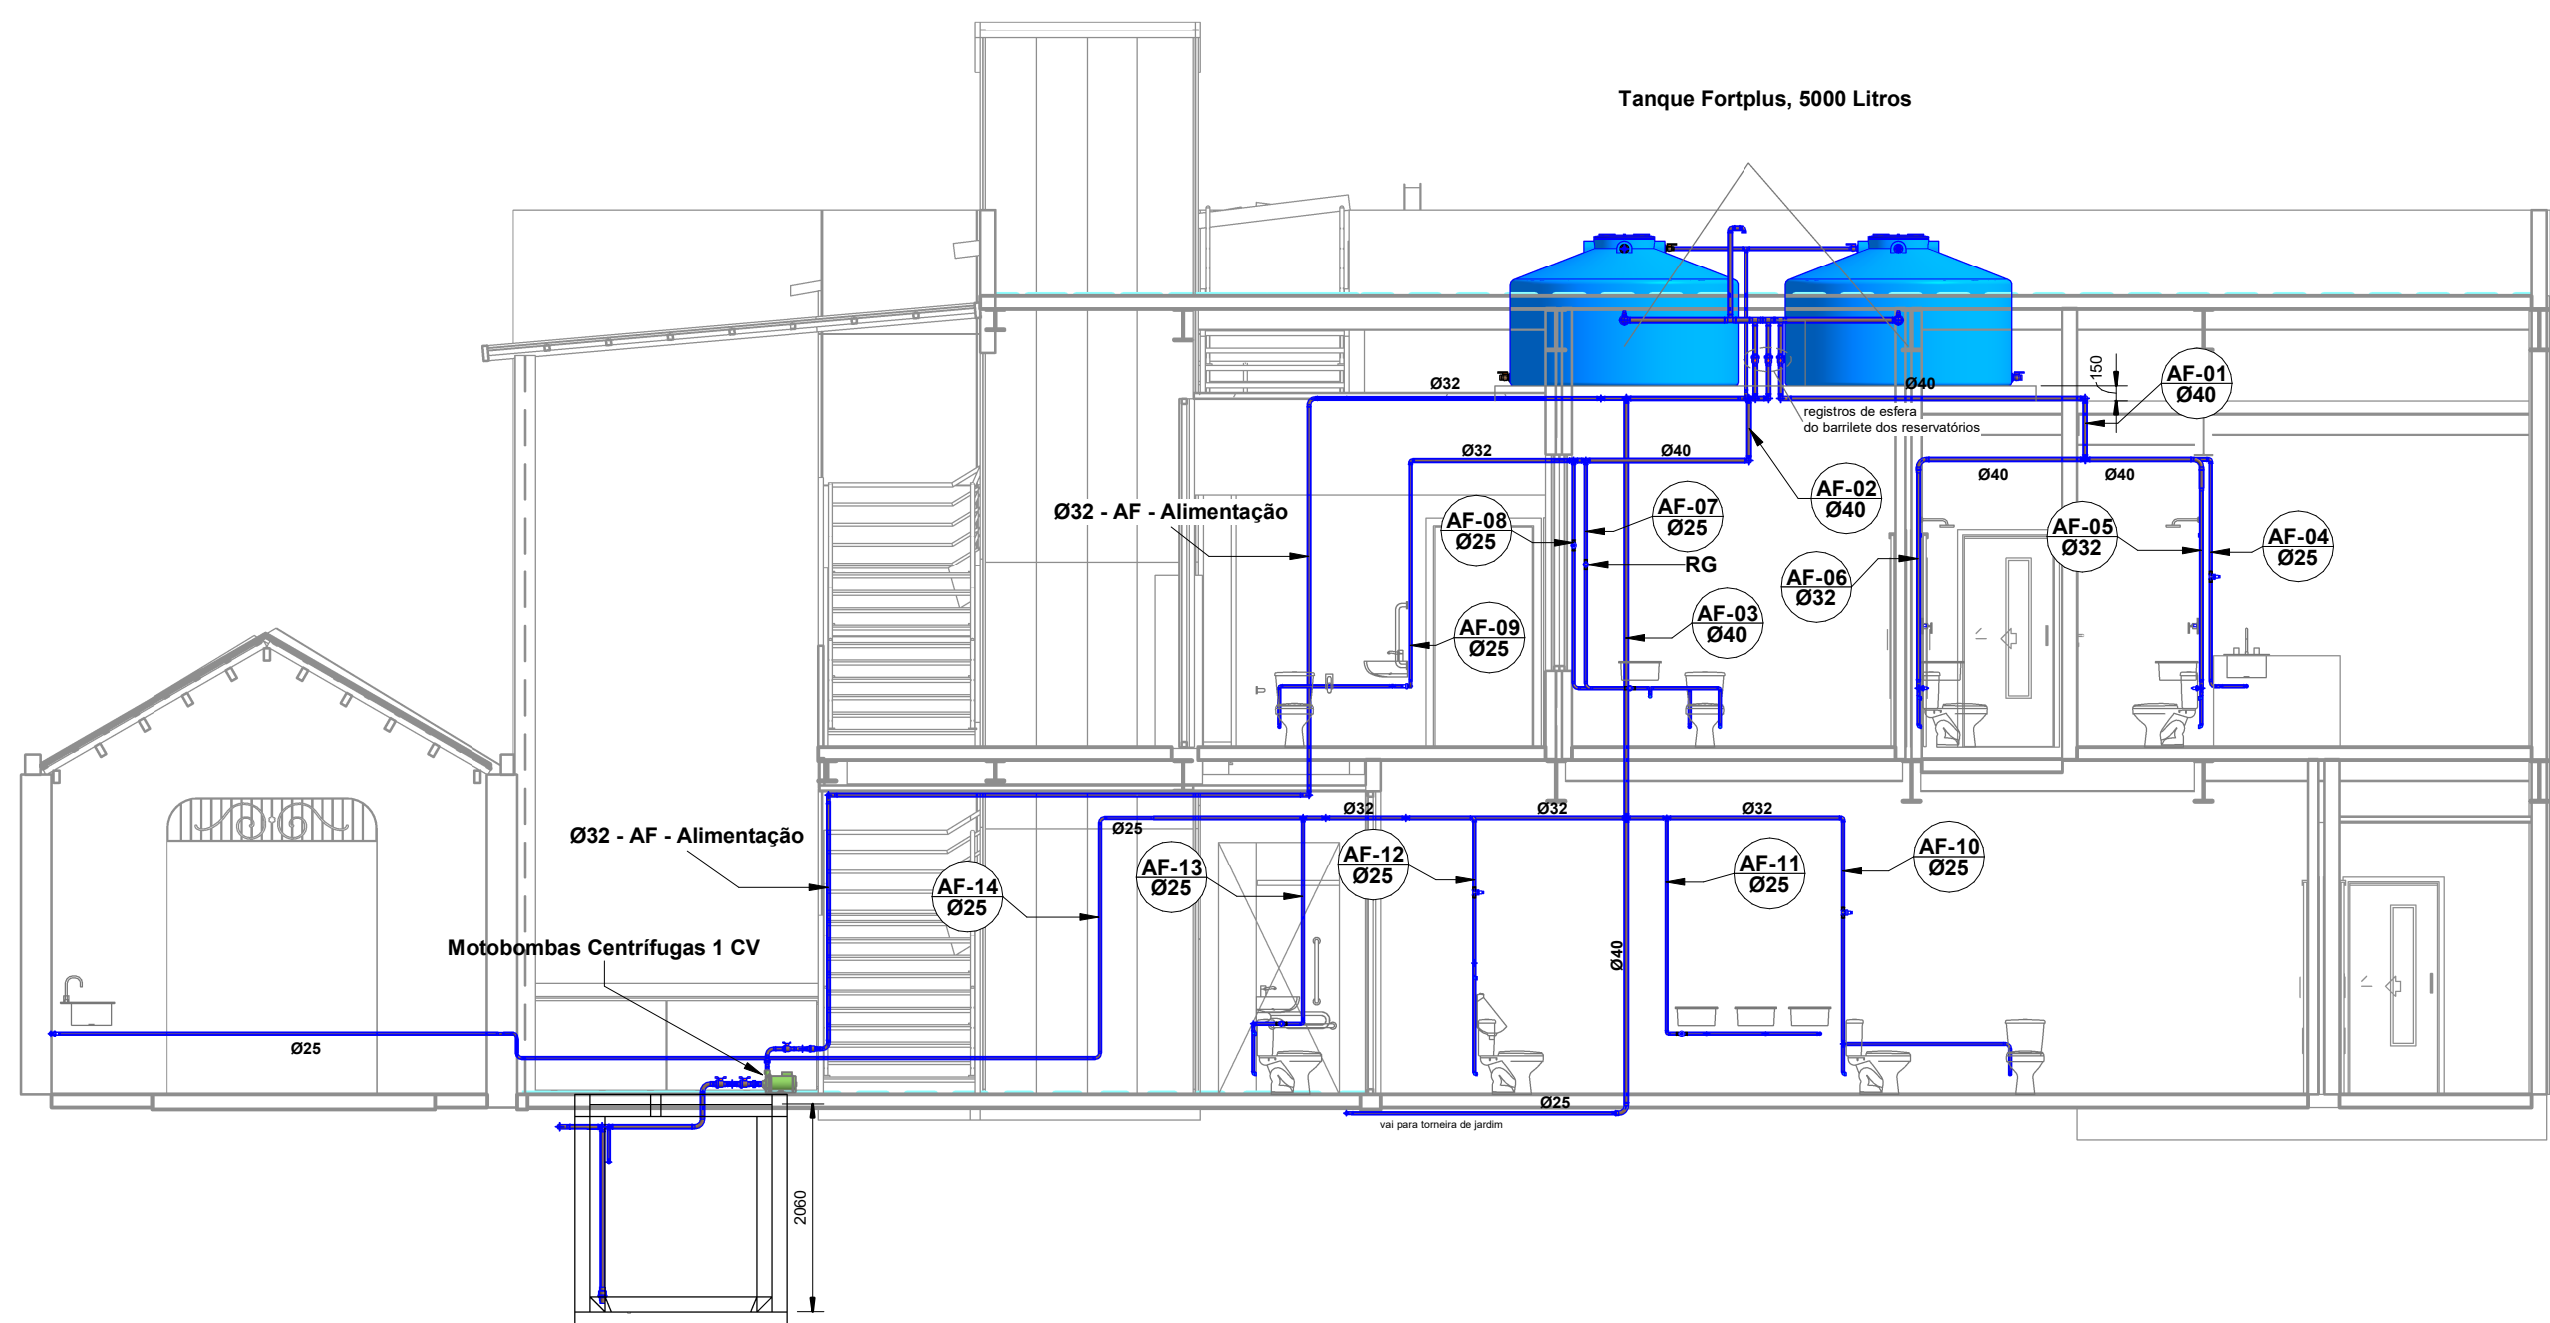 Tanque Fortplus, 5000 Litros
Ø32
Ø40
150
AF-01
Ø40
registros de esfera
do barrilete dos reservatórios
Ø32
Ø40
Ø40
Ø40
AF-02
Ø40
Ø32 - AF - Alimentação
AF-08
Ø25
AF-07
Ø25
AF-05
Ø32
AF-04
Ø25
RG
AF-06
Ø32
AF-03
Ø40
AF-09
Ø25
Ø32
Ø32
Ø32
Ø25
Ø32 - AF - Alimentação
AF-14
Ø25
AF-13
Ø25
AF-12
Ø25
AF-11
Ø25
AF-10
Ø25
Motobombas Centrífugas 1 CV
Ø40
Ø25
Ø25
vai para torneira de jardim
2060